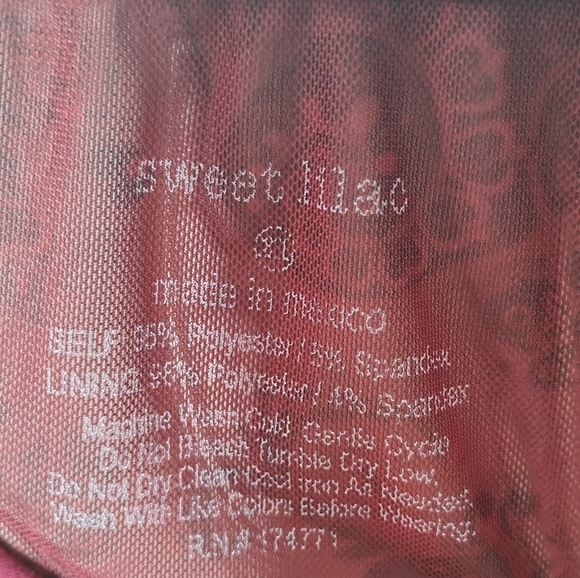 sweet lilac
XL
made in mexico
SELF: 95% Polyester / 5% Spandex
LINING: 96% Polyester / 4% Spandex
Machine Wash Cold Gentle Cycle
Do Not Bleach Tumble Dry Low.
Do Not Dry Clean Cool Iron As Needed.
Wash With Like Colors Before Wearing.
R.N.# 174771